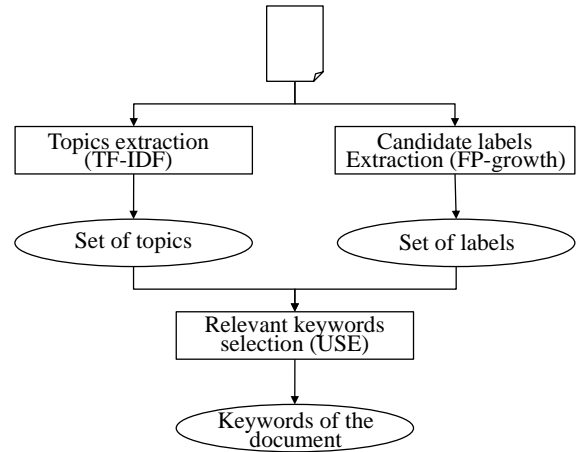 Topics extraction
(TF-IDF)
Candidate labels
Extraction (FP-growth)
Set of topics
Set of labels
Relevant keywords
selection (USE)
Keywords of the
document